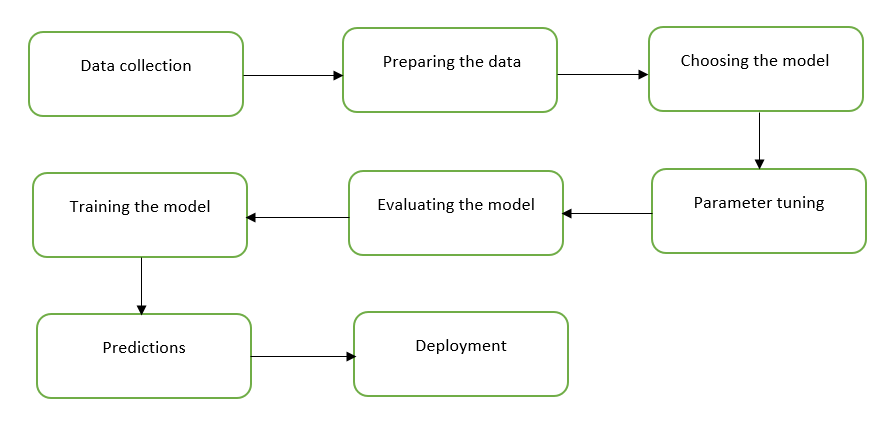 Data collection
Preparing the data
Choosing the model
Parameter tuning
Evaluating the model
Training the model
Predictions
Deployment